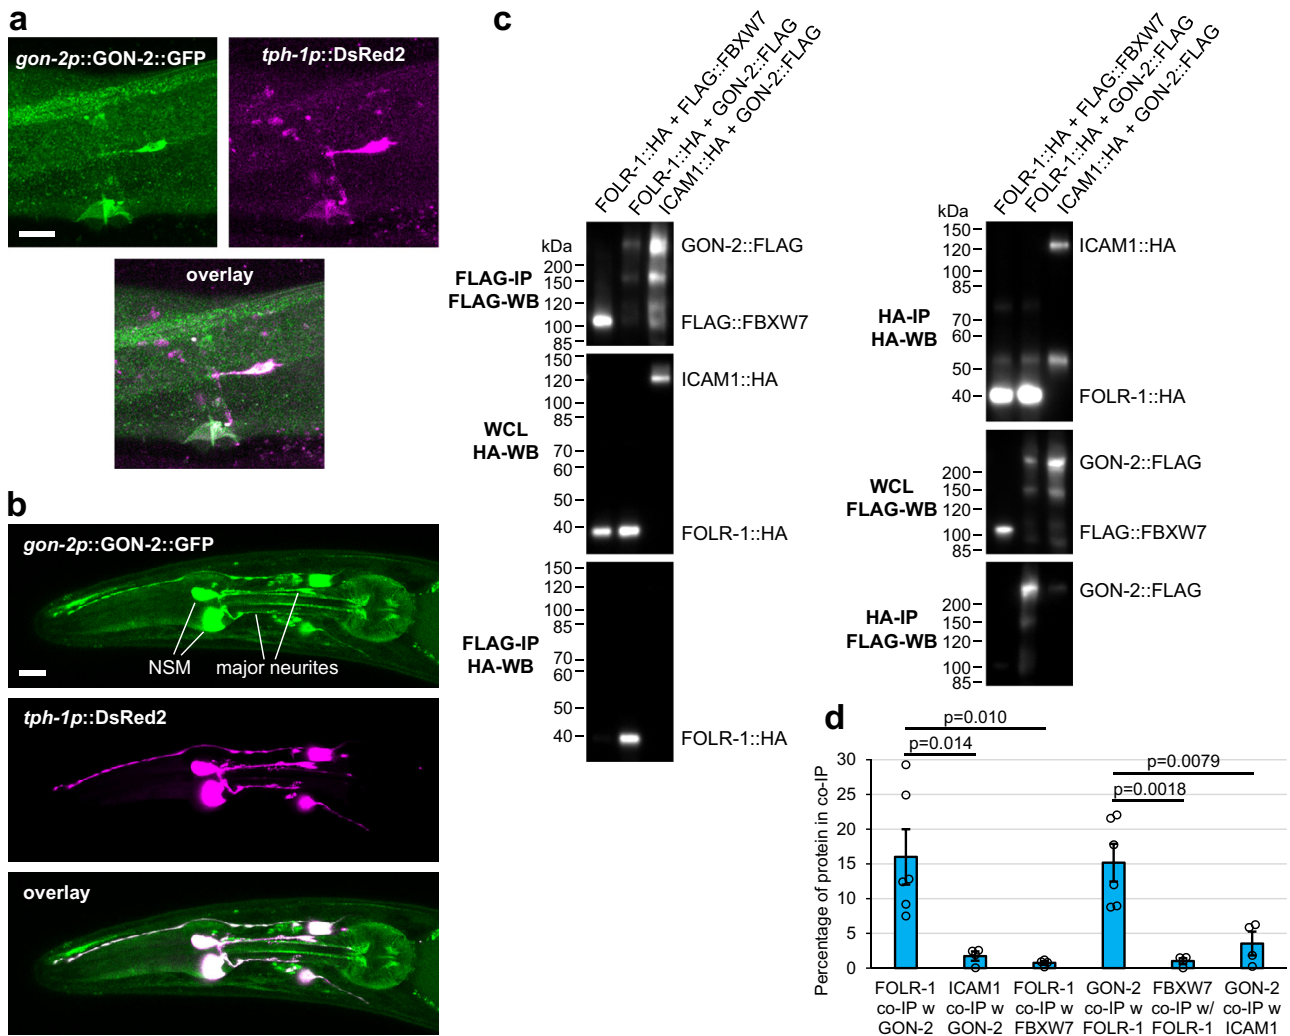 a
gon-2p::GON-2::GFP
tph-1p::DsRed2
overlay
b
gon-2p::GON-2::GFP
NSM
major neurites
tph-1p::DsRed2
overlay
c
FOLR-1::HA + FLAG::FBXW7
FOLR-1::HA + GON-2::FLAG
ICAM1::HA + GON-2::FLAG
kDa
200
150
120
100
85
FLAG-IP
FLAG-WB
GON-2::FLAG
FLAG::FBXW7
150
120
100
85
70
60
50
40
WCL
HA-WB
ICAM1::HA
FOLR-1::HA
150
120
100
85
70
60
50
40
FLAG-IP
HA-WB
FOLR-1::HA
FOLR-1::HA + FLAG::FBXW7
FOLR-1::HA + GON-2::FLAG
ICAM1::HA + GON-2::FLAG
kDa
150
120
100
85
70
60
50
40
HA-IP
HA-WB
ICAM1::HA
FOLR-1::HA
200
150
120
100
85
WCL
FLAG-WB
GON-2::FLAG
FLAG::FBXW7
200
150
120
100
85
HA-IP
FLAG-WB
GON-2::FLAG
d
p=0.010
p=0.014
p=0.0079
p=0.0018
Percentage of protein in co-IP
30
25
20
15
10
5
0
FOLR-1 co-IP w GON-2
ICAM1 co-IP w GON-2
FOLR-1 co-IP w FBXW7
GON-2 co-IP w FOLR-1
FBXW7 co-IP w/ FOLR-1
GON-2 co-IP w ICAM1